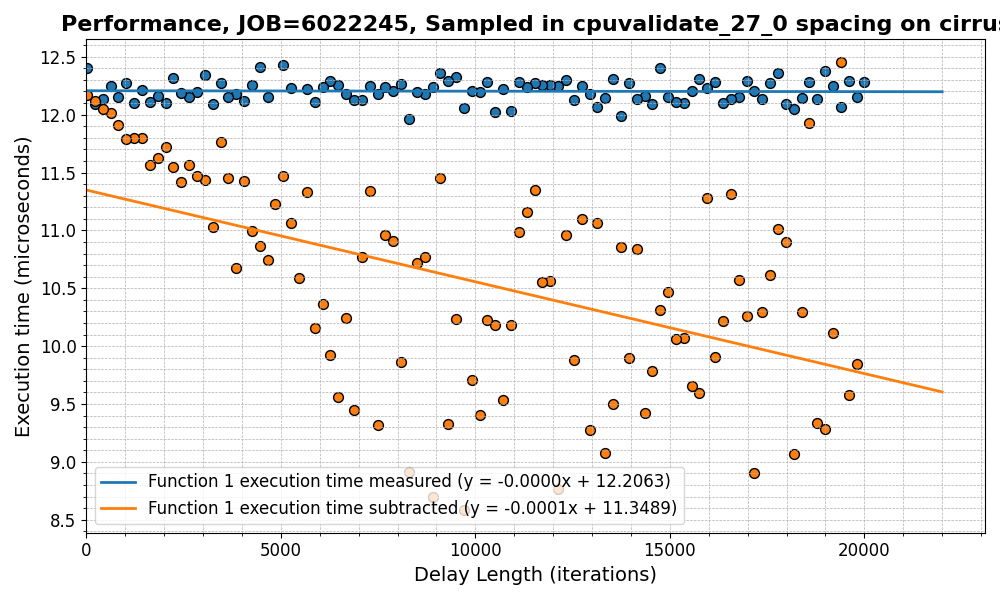 Performance, JOB=6022245, Sampled in cpuvalidate_27_0 spacing on cirrus
12.5
12.0
11.5
11.0
10.5
10.0
9.5
9.0
8.5
Execution time (microseconds)
Function 1 execution time measured (y = -0.0000x + 12.2063)
Function 1 execution time subtracted (y = -0.0001x + 11.3489)
0 5000 10000 15000 20000
Delay Length (iterations)